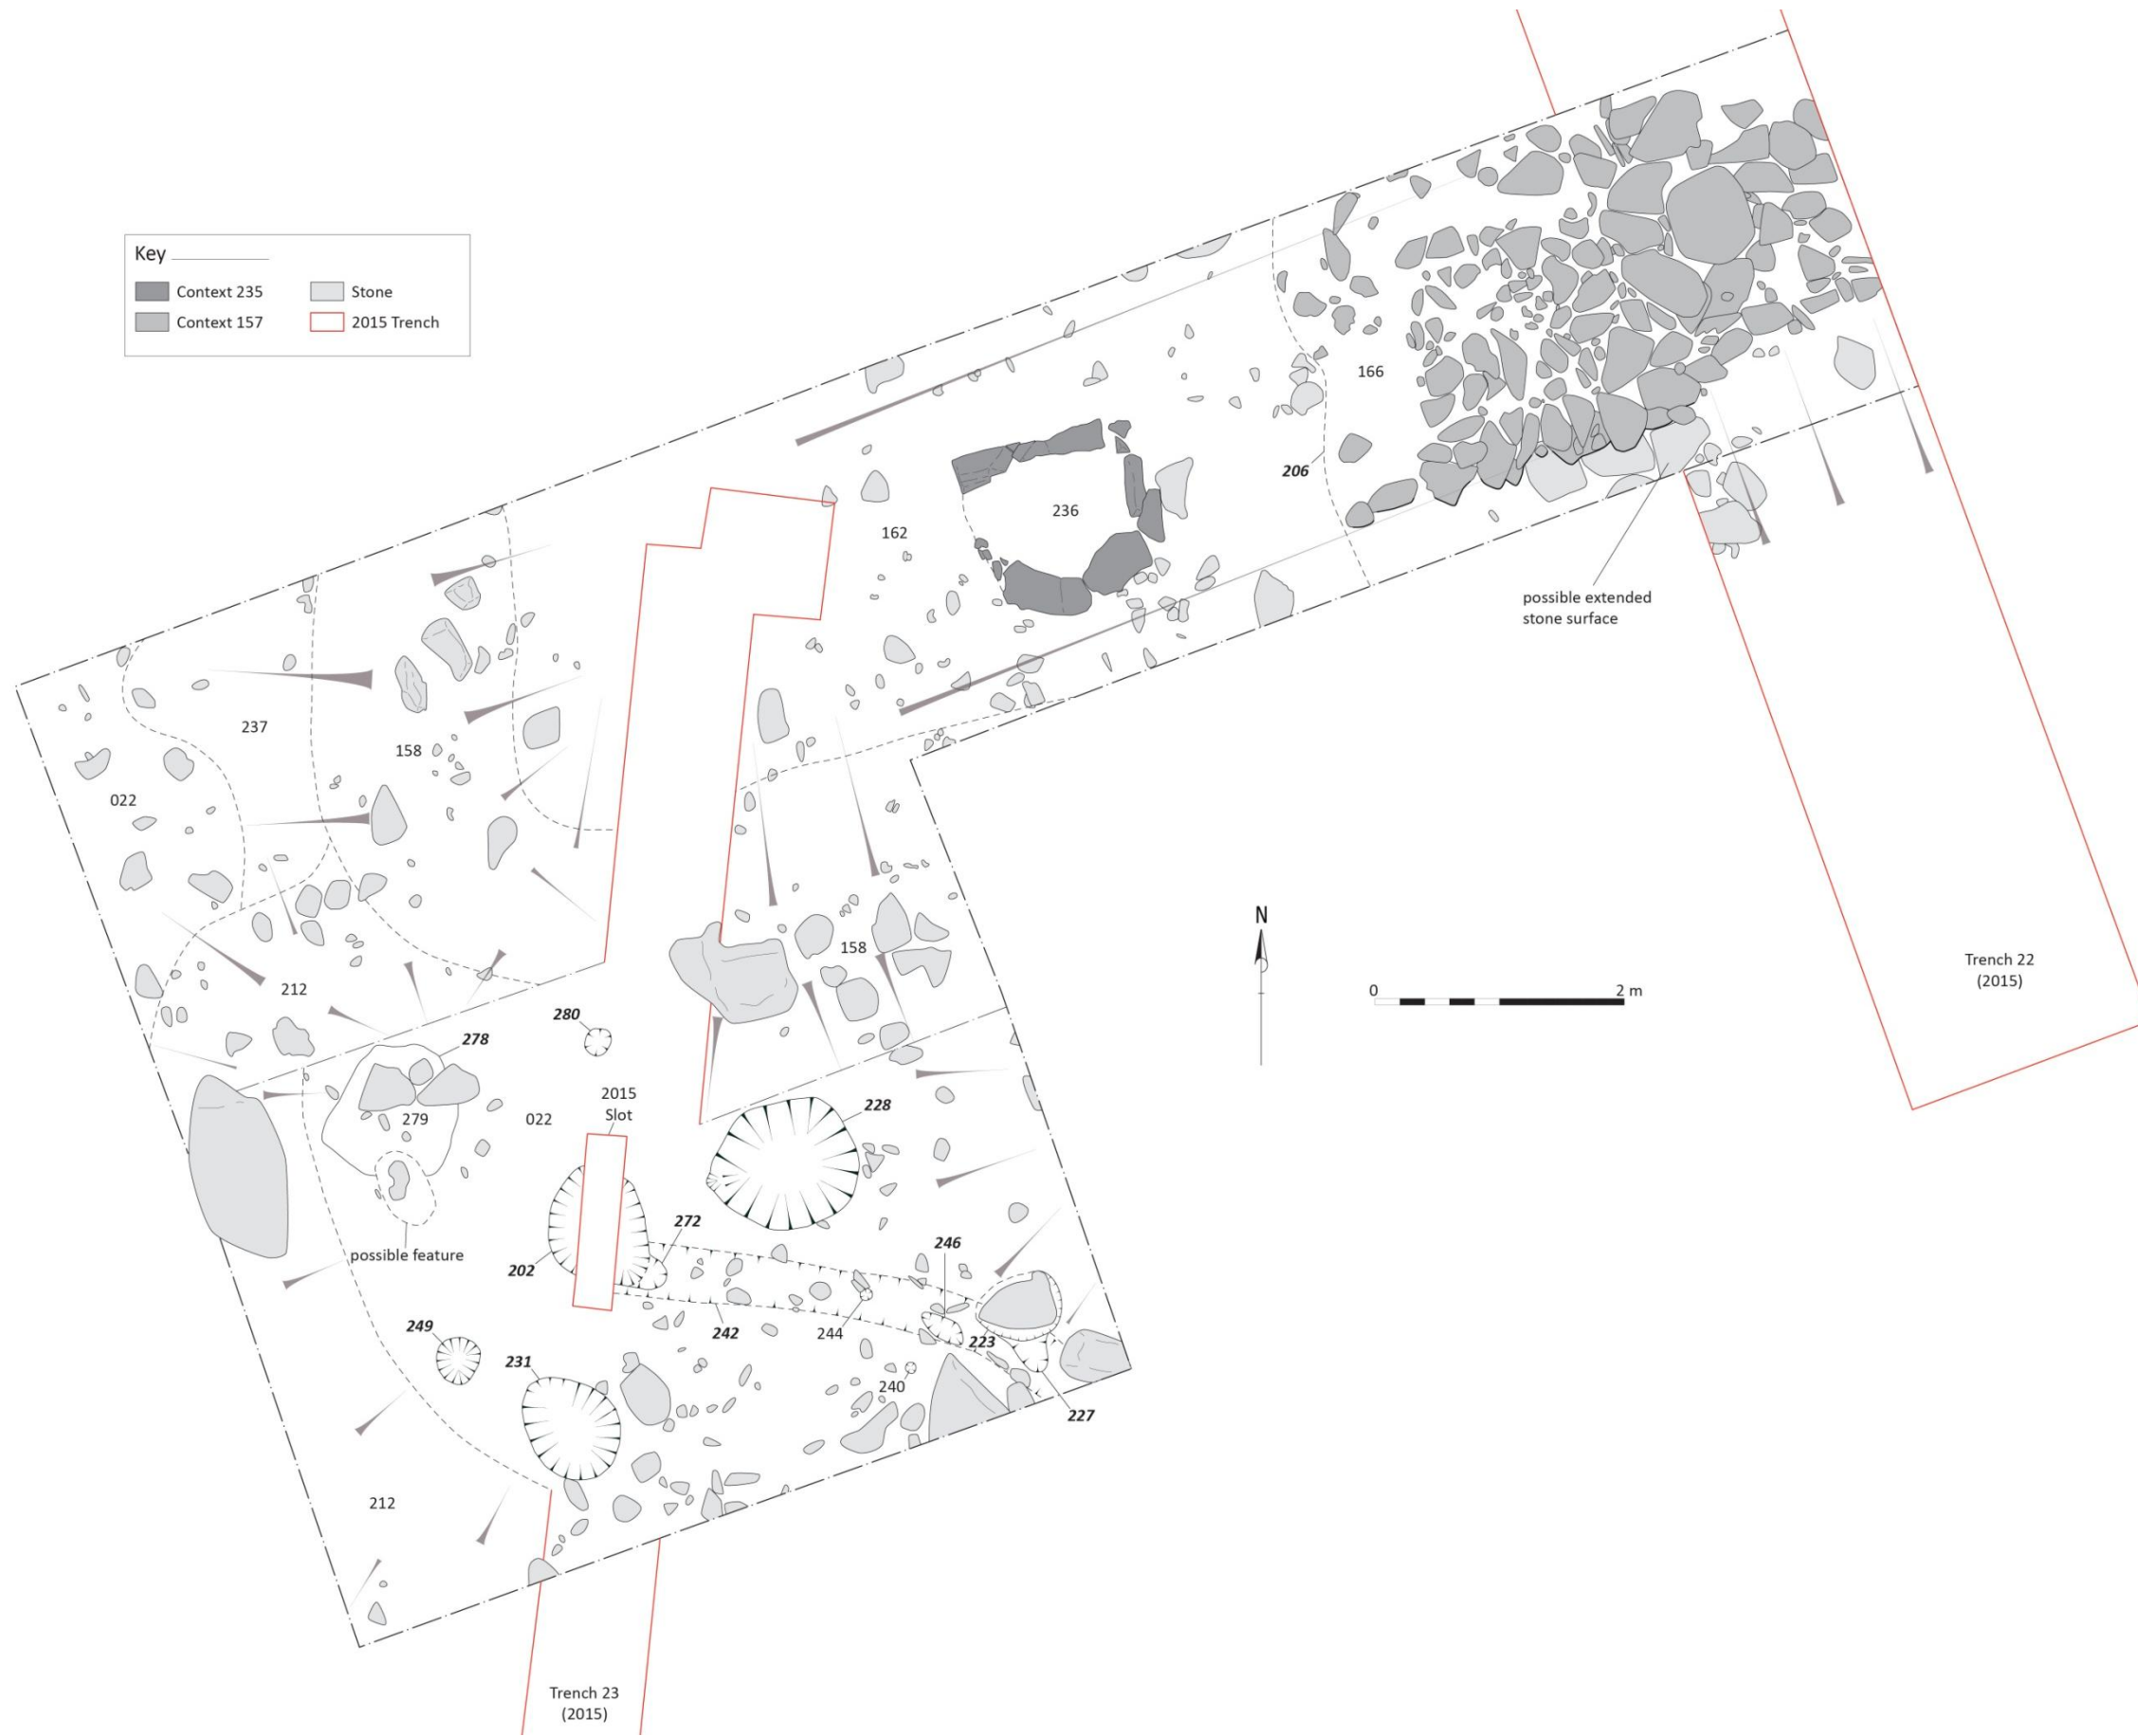 Key
Context 235
Stone
Context 157
2015 Trench
166
206
236
162
possible extended
stone surface
237
158
022
158
212
N
0
2 m
Trench 22
(2015)
280
278
2015
Slot
279
022
228
272
possible feature
202
246
249
242
244
223
231
240
227
212
Trench 23
(2015)